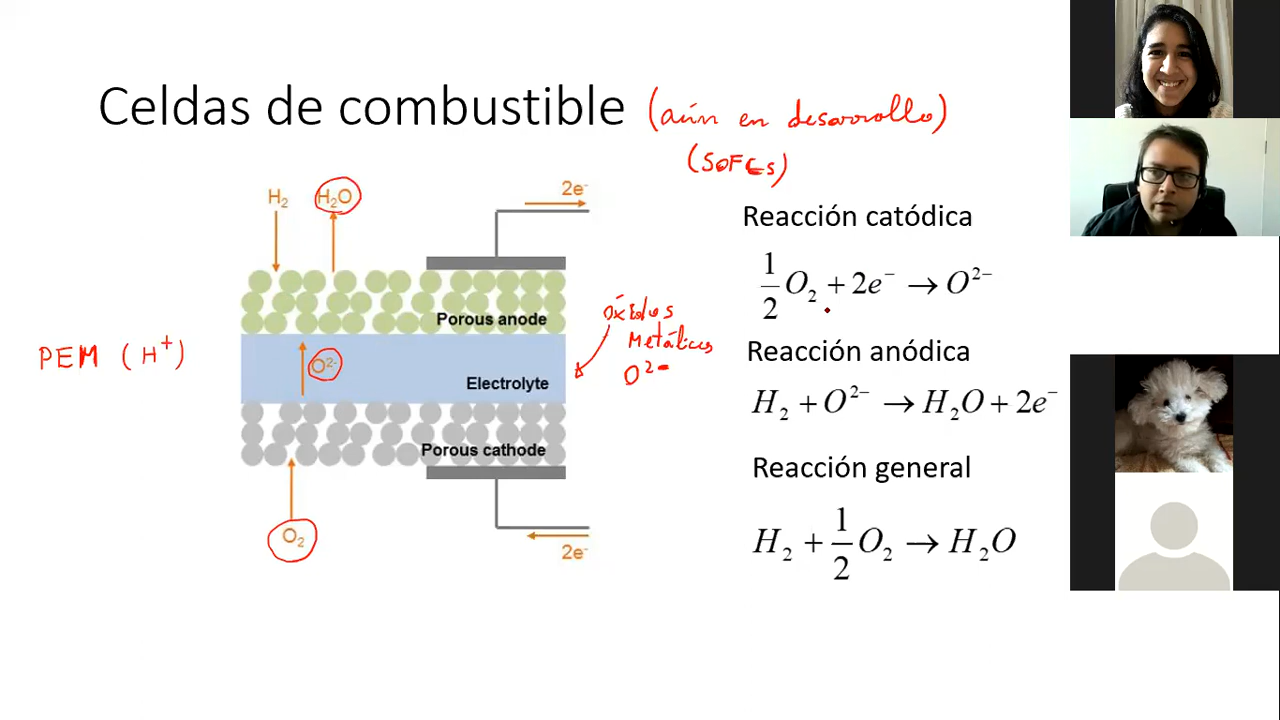 Celdas de combustible (aún en desarrollo)
(SOFCs)
H₂
H₂O
2e⁻
Porous anode
O²⁻
Electrolyte
Porous cathode
O₂
2e⁻
PEM (H⁺)
óxidos
Metálicos
O²⁻
Reacción catódica
1/2 O₂ + 2e⁻ → O²⁻
Reacción anódica
H₂ + O²⁻ → H₂O + 2e⁻
Reacción general
H₂ + 1/2 O₂ → H₂O